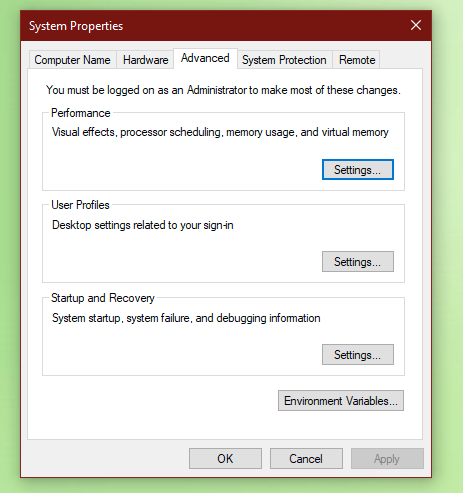 System Properties
Computer Name Hardware Advanced System Protection Remote
You must be logged on as an Administrator to make most of these changes.
Performance
Visual effects, processor scheduling, memory usage, and virtual memory
Settings...
User Profiles
Desktop settings related to your sign-in
Settings...
Startup and Recovery
System startup, system failure, and debugging information
Settings...
Environment Variables...
OK Cancel Apply